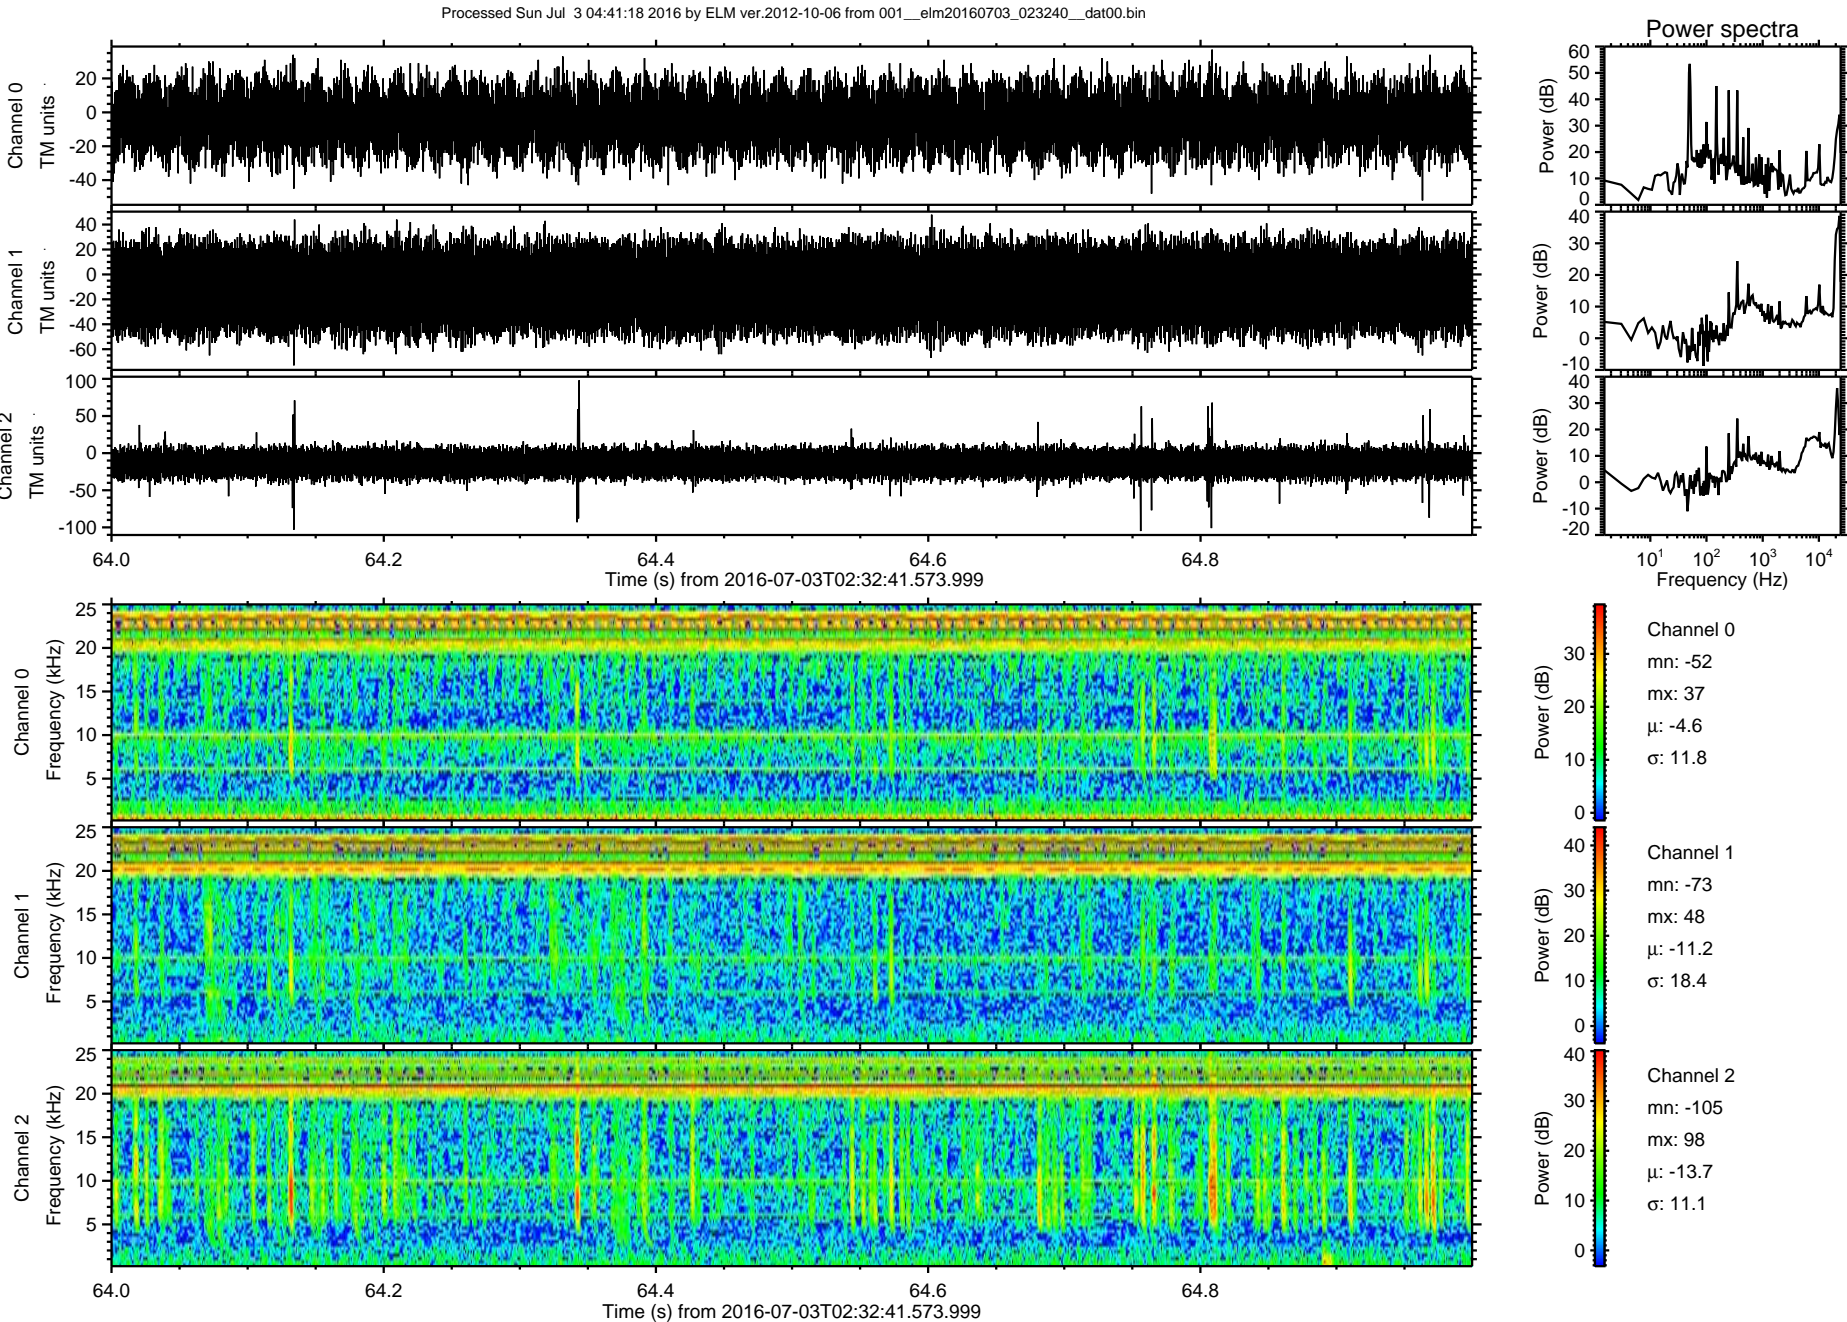 Processed Sun Jul  3 04:41:18 2016 by ELM ver.2012-10-06 from 001__elm20160703_023240__dat00.bin
Power spectra
Channel 0
TM units
20
0
-20
-40
Power (dB)
60
50
40
30
20
10
0
Channel 1
TM units
40
20
0
-20
-40
-60
Power (dB)
40
30
20
10
0
-10
Channel 2
TM units
100
50
0
-50
-100
Power (dB)
40
30
20
10
0
-10
-20
64.0 64.2 64.4 64.6 64.8
Time (s) from 2016-07-03T02:32:41.573.999
10¹ 10² 10³ 10⁴
Frequency (Hz)
Channel 0
Frequency (kHz)
25
20
15
10
5
Power (dB)
30
20
10
0
Channel 0
mn: -52
mx: 37
μ: -4.6
σ: 11.8
Channel 1
Frequency (kHz)
25
20
15
10
5
Power (dB)
40
30
20
10
0
Channel 1
mn: -73
mx: 48
μ: -11.2
σ: 18.4
Channel 2
Frequency (kHz)
25
20
15
10
5
Power (dB)
40
30
20
10
0
Channel 2
mn: -105
mx: 98
μ: -13.7
σ: 11.1
64.0 64.2 64.4 64.6 64.8
Time (s) from 2016-07-03T02:32:41.573.999